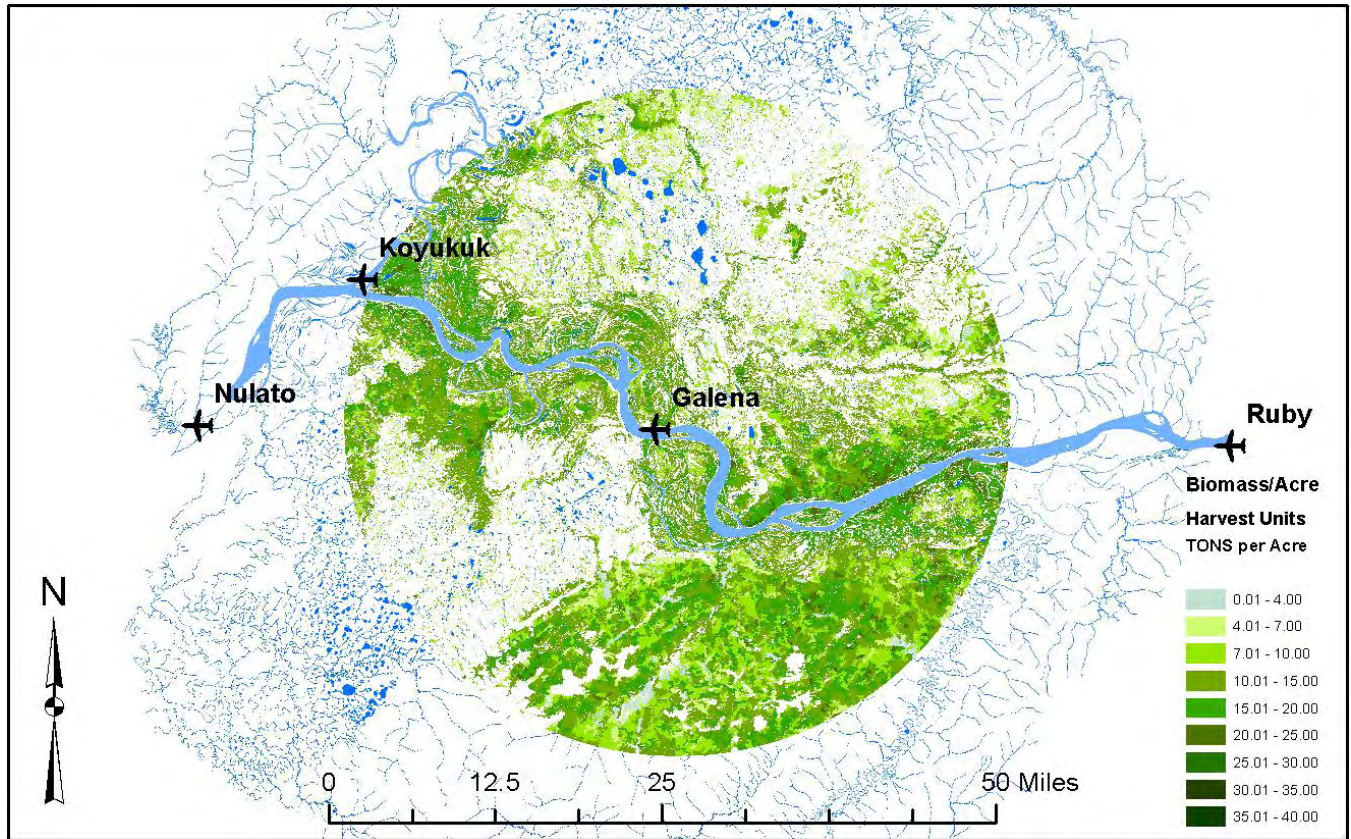 Koyukuk
Nulato
Galena
Ruby
Biomass/Acre
Harvest Units
TONS per Acre
0.01 - 4.00
4.01 - 7.00
7.01 - 10.00
10.01 - 15.00
15.01 - 20.00
20.01 - 25.00
25.01 - 30.00
30.01 - 35.00
35.01 - 40.00
N
0 12.5 25 50 Miles